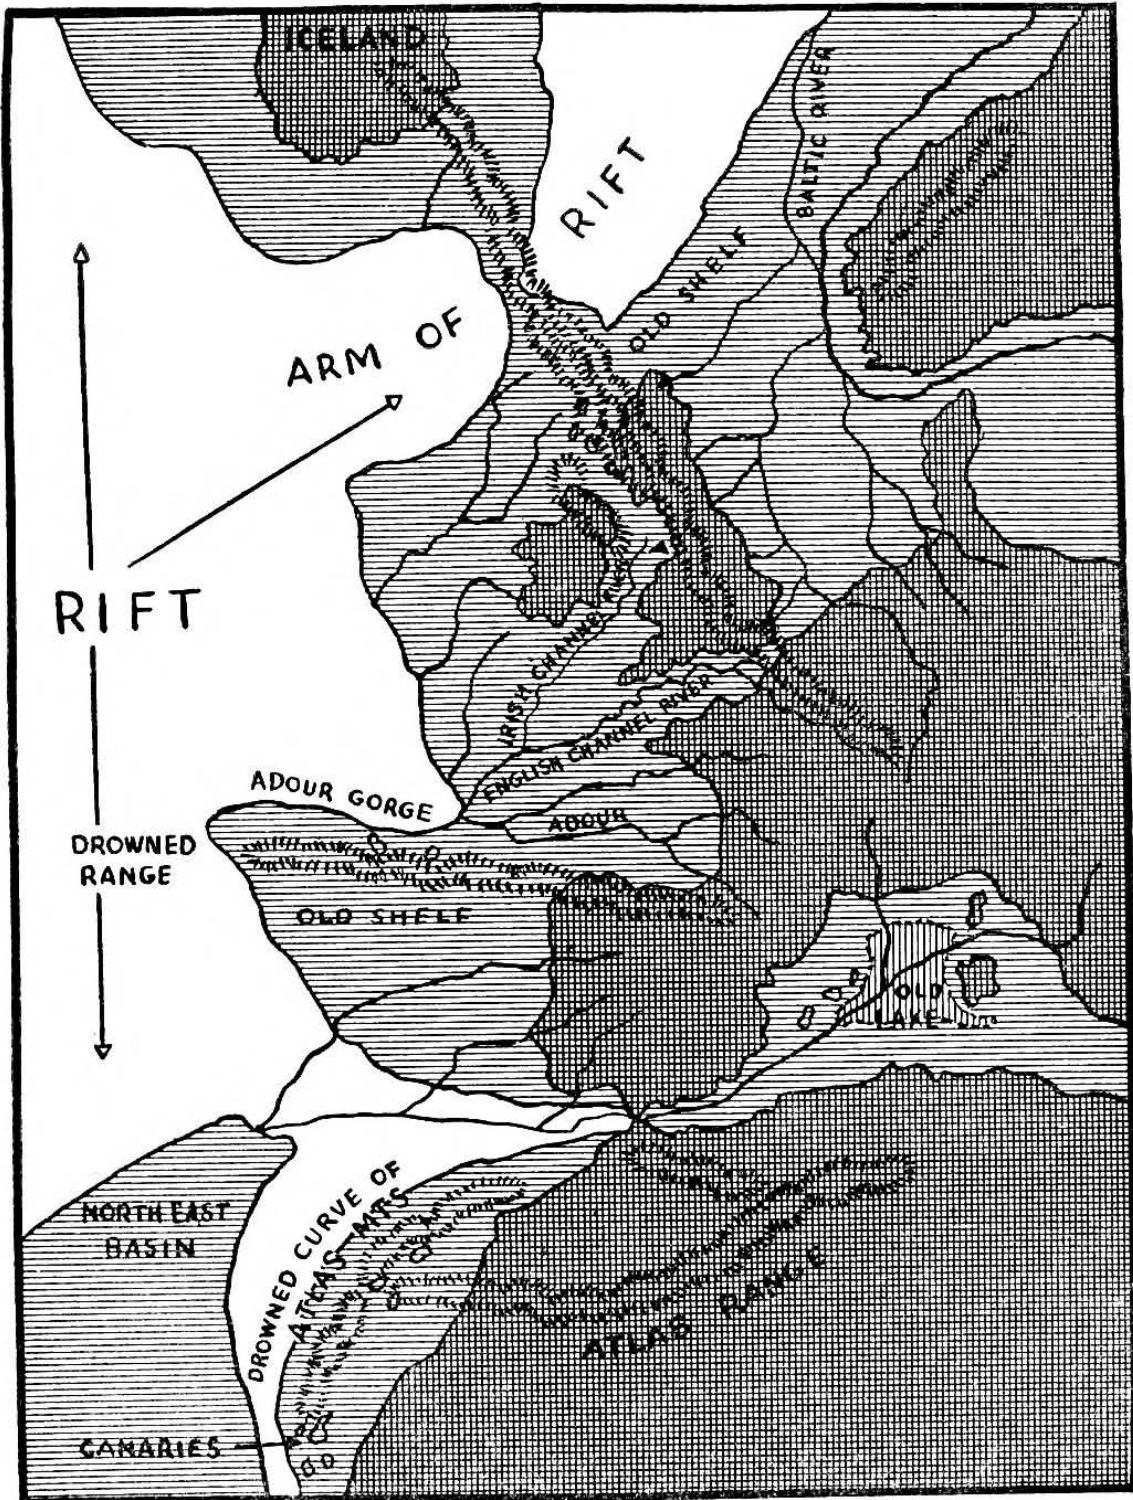 ICELAND
BALTIC RIVER
RIFT
OLD SHELF
ARM OF
RIFT
IRISH CHANNEL RIVER
ENGLISH CHANNEL RIVER
ADOUR GORGE
ADOUR
DROWNED
RANGE
OLD SHELF
OLD
LAKE
NORTH EAST
BASIN
DROWNED CURVE OF
ATLAS-MTS
ATLAS RANGE
CANARIES